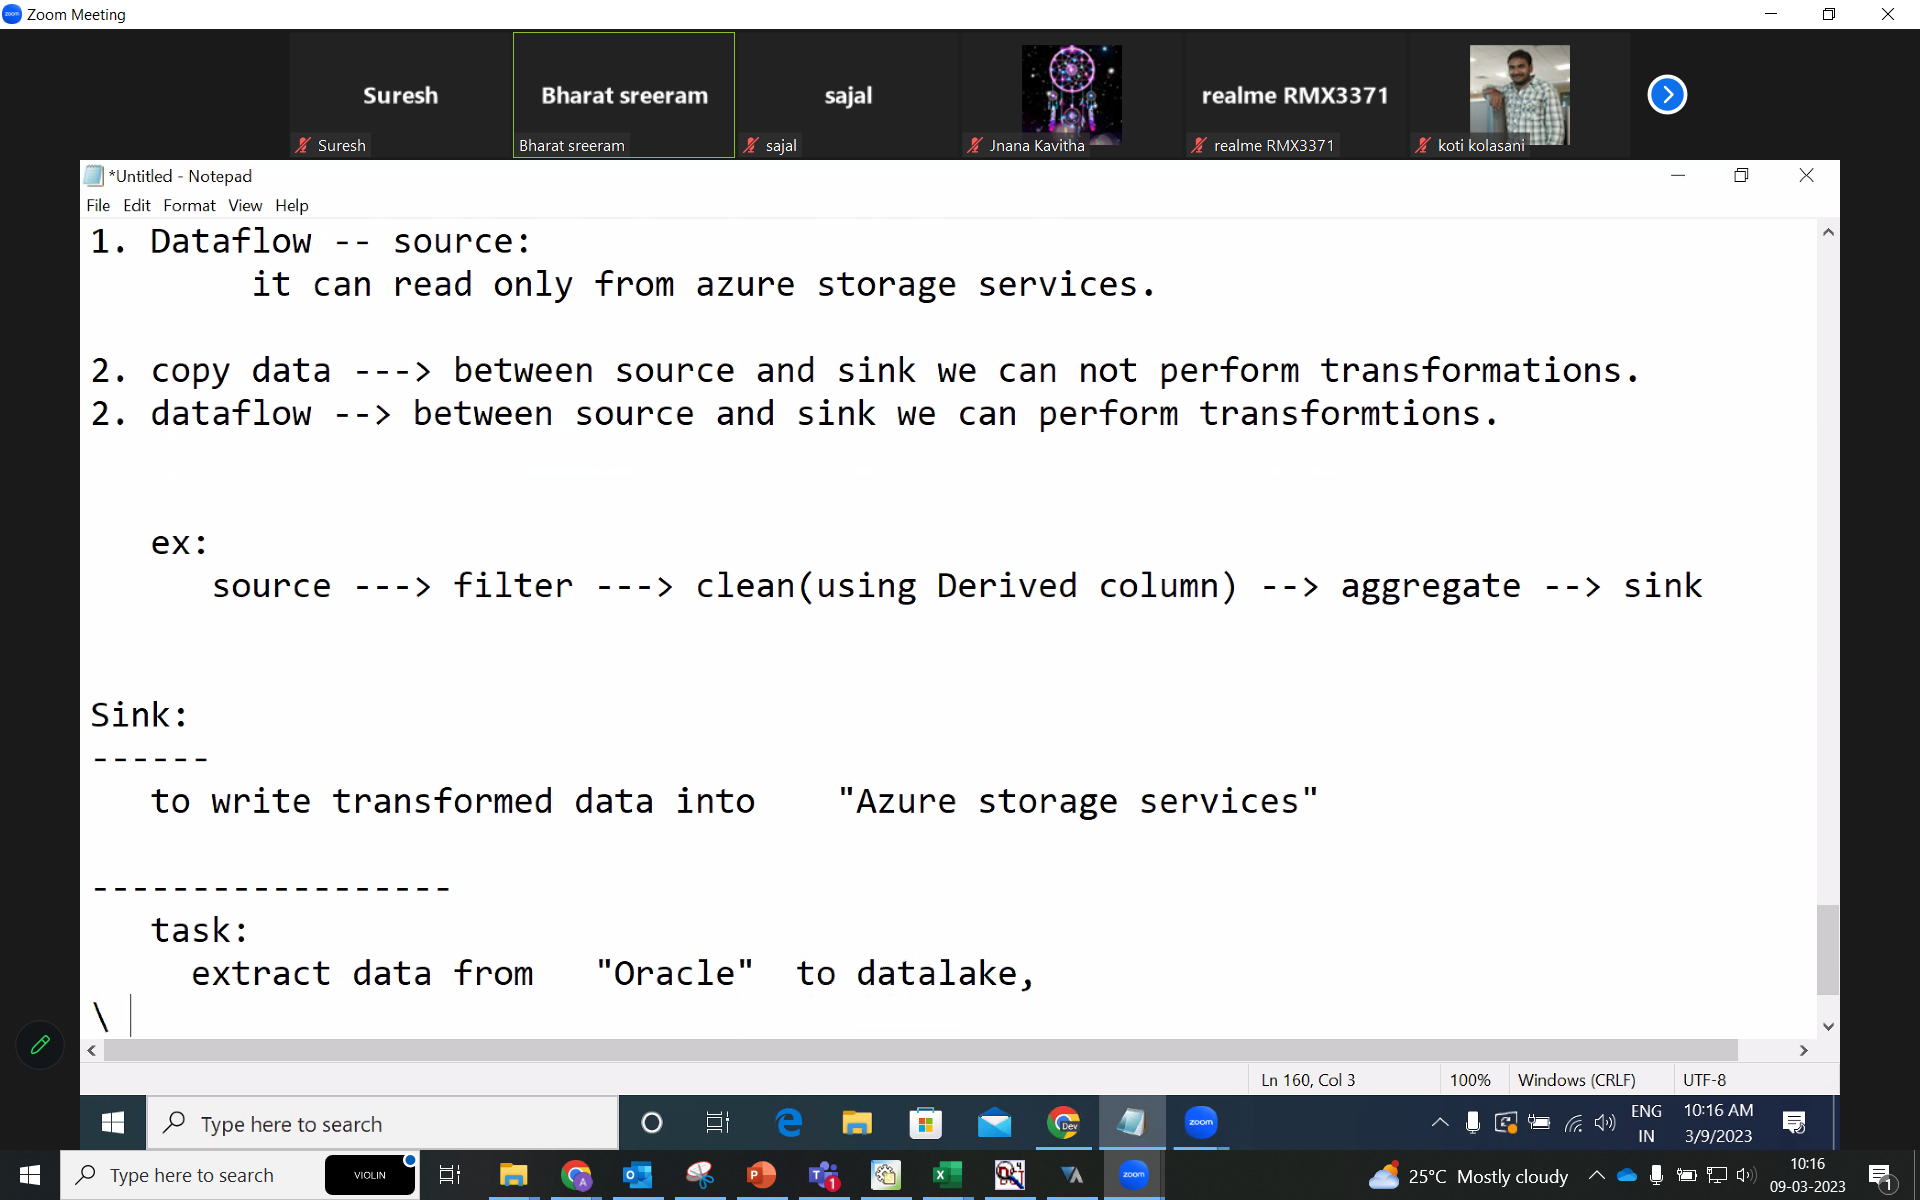 zoom Zoom Meeting
Suresh
Bharat sreeram
sajal
realme RMX3371
Suresh
Bharat sreeram
sajal
Jnana Kavitha
realme RMX3371
koti kolasani
*Untitled - Notepad
File Edit Format View Help
1. Dataflow -- source:
it can read only from azure storage services.
2. copy data ---> between source and sink we can not perform transformations.
2. dataflow --> between source and sink we can perform transformtions.
ex:
source ---> filter ---> clean(using Derived column) --> aggregate --> sink
Sink:
------
to write transformed data into "Azure storage services"
------------------
task:
extract data from "Oracle" to datalake,
\
Ln 160, Col 3 100% Windows (CRLF) UTF-8
Type here to search
Dev
zoom
ENG
IN
10:16 AM
3/9/2023
Type here to search
VIOLIN
zoom
25°C Mostly cloudy
10:16
09-03-2023
1